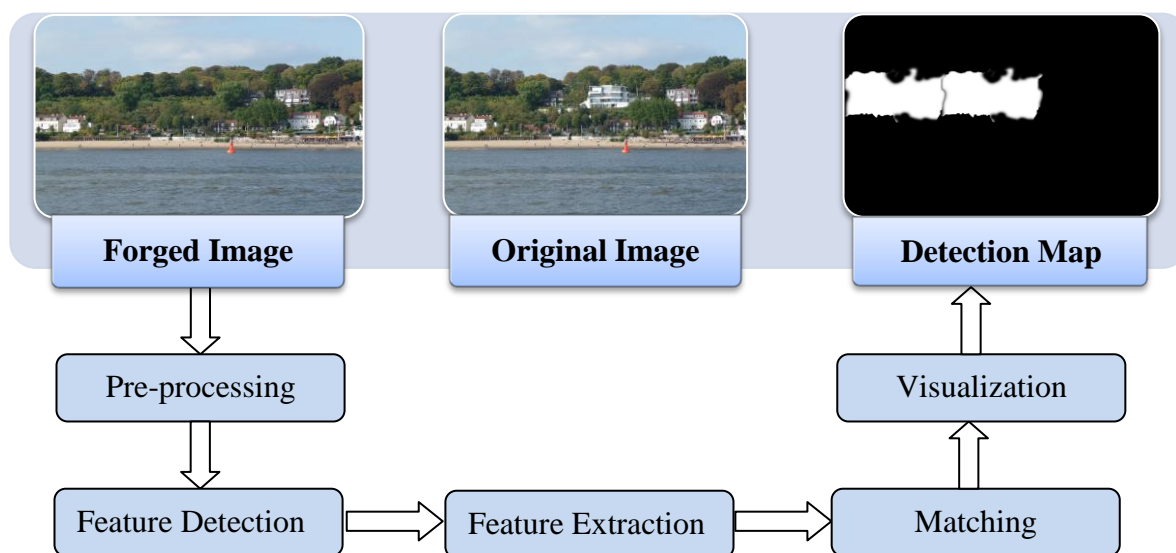 Forged Image
Original Image
Detection Map
Pre-processing
Visualization
Feature Detection
Feature Extraction
Matching